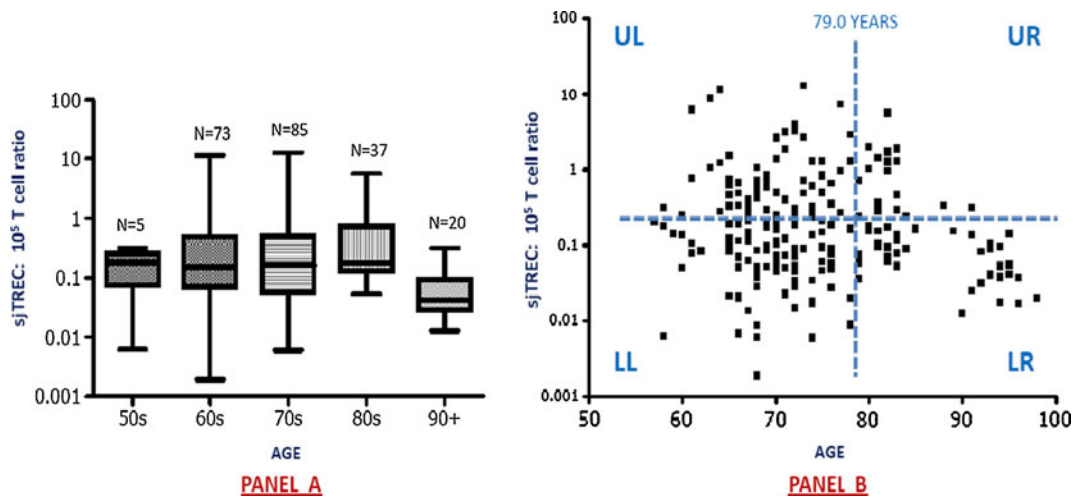 100
10
1
0.1
0.01
0.001
sjTREC: 10⁵ T cell ratio
N=5
N=73
N=85
N=37
N=20
50s
60s
70s
80s
90+
AGE
PANEL A
79.0 YEARS
UL
UR
100
10
1
0.1
0.01
0.001
sjTREC: 10⁵ T cell ratio
LL
LR
50
60
70
80
90
100
AGE
PANEL B